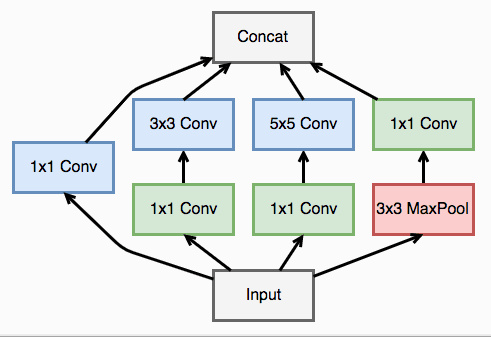 Concat
3x3 Conv
5x5 Conv
1x1 Conv
1x1 Conv
1x1 Conv
1x1 Conv
3x3 MaxPool
Input